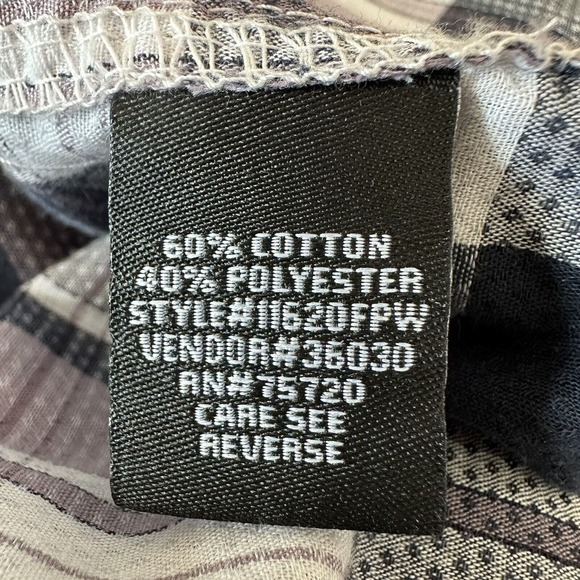 60% COTTON
40% POLYESTER
STYLE#11620FPW
VENDOR#36030
RN#75720
CARE SEE
REVERSE